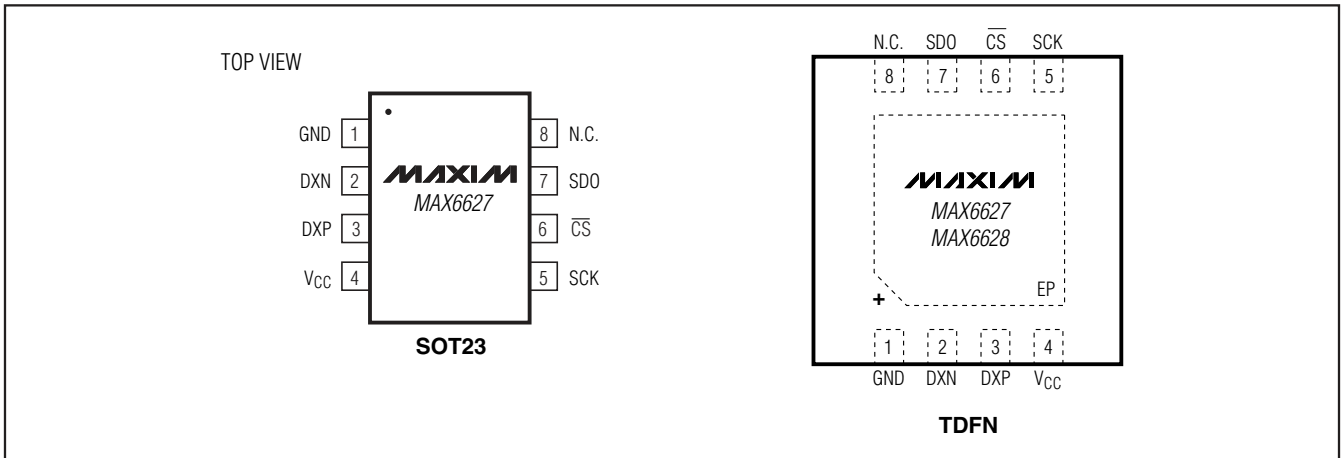 TOP VIEW
GND 1
DXN 2
DXP 3
VCC 4
8 N.C.
7 SDO
6 C̅S̅
5 SCK
MAXIM
MAX6627
SOT23
N.C. SDO C̅S̅ SCK
8 7 6 5
MAXIM
MAX6627
MAX6628
EP
+
1 2 3 4
GND DXN DXP VCC
TDFN